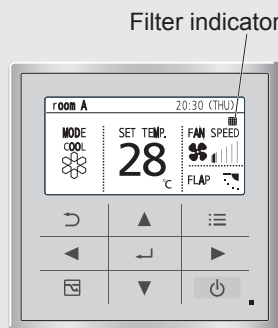 Filter indicator
room A 20:30 (THU)
MODE SET TEMP. FAN SPEED
COOL
28 °C
FLAP